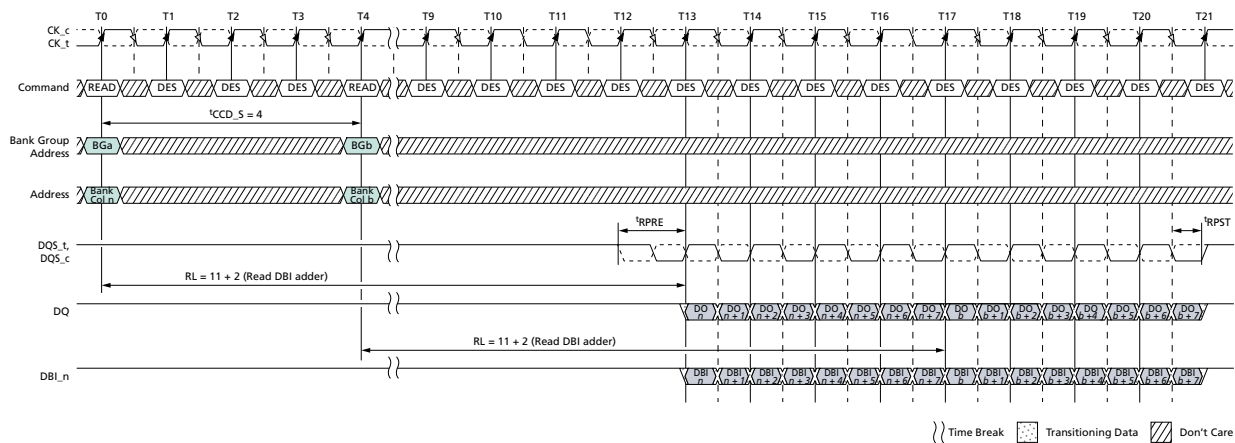 T0 T1 T2 T3 T4 T9 T10 T11 T12 T13 T14 T15 T16 T17 T18 T19 T20 T21
CK_c
CK_t
Command READ DES DES DES READ DES DES DES DES DES DES DES DES DES DES DES DES DES
tCCD_S = 4
Bank Group
Address BGa BGb
Address Bank
Col n Bank
Col b
tRPRE tRPST
DQS_t,
DQS_c
RL = 11 + 2 (Read DBI adder)
DQ DO
n DO
n + 1 DO
n + 2 DO
n + 3 DO
n + 4 DO
n + 5 DO
n + 6 DO
n + 7 DO
b DO
b + 1 DO
b + 2 DO
b + 3 DO
b + 4 DO
b + 5 DO
b + 6 DO
b + 7
RL = 11 + 2 (Read DBI adder)
DBI_n DBI
n DBI
n + 1 DBI
n + 2 DBI
n + 3 DBI
n + 4 DBI
n + 5 DBI
n + 6 DBI
n + 7 DBI
b DBI
b + 1 DBI
b + 2 DBI
b + 3 DBI
b + 4 DBI
b + 5 DBI
b + 6 DBI
b + 7
Time Break Transitioning Data Don't Care